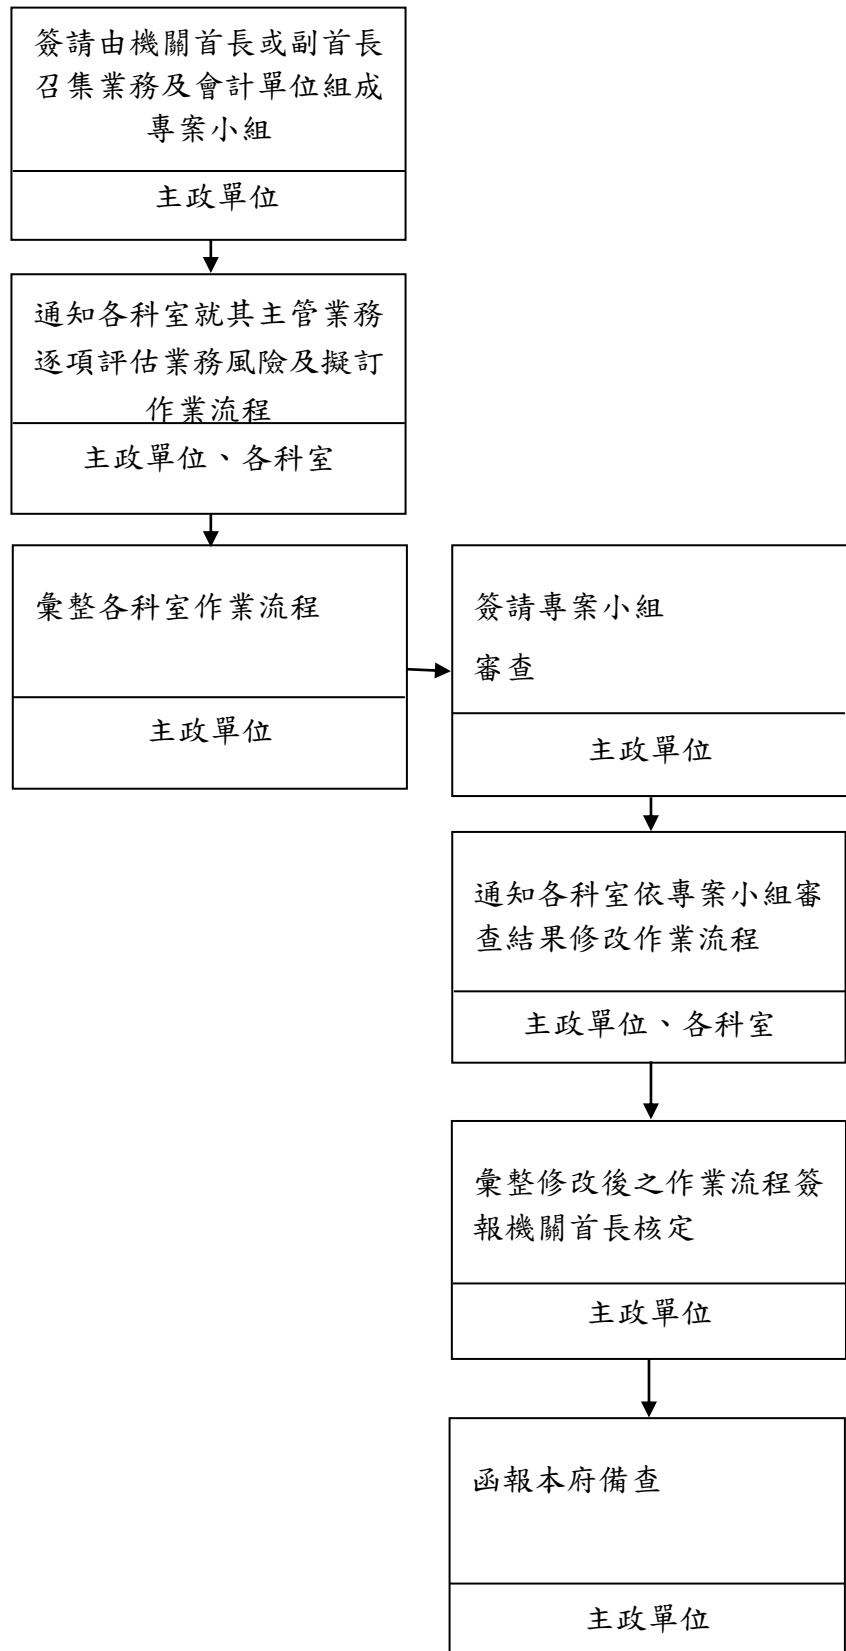 簽請由機關首長或副首長
召集業務及會計單位組成
專案小組
主政單位
通知各科室就其主管業務
逐項評估業務風險及擬訂
作業流程
主政單位、各科室
彙整各科室作業流程
主政單位
簽請專案小組
審查
主政單位
通知各科室依專案小組審
查結果修改作業流程
主政單位、各科室
彙整修改後之作業流程簽
報機關首長核定
主政單位
函報本府備查
主政單位